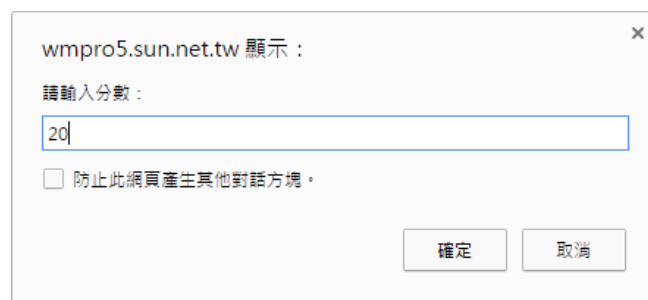 wmpro5.sun.net.tw 顯示：
請輸入分數：
20
防止此網頁產生其他對話方塊。
確定
取消